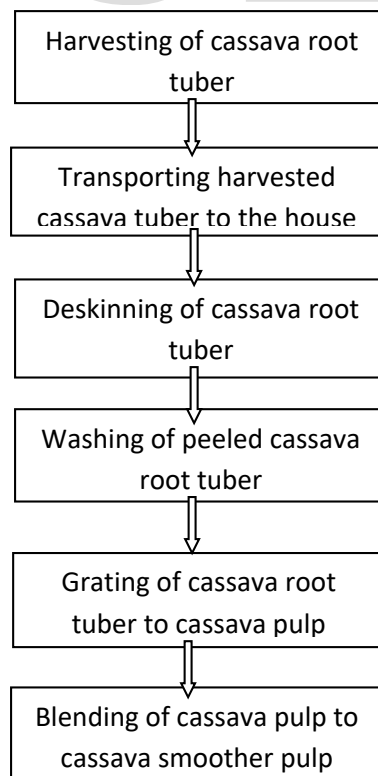 Harvesting of cassava root
tuber
Transporting harvested
cassava tuber to the house
Deskinning of cassava root
tuber
Washing of peeled cassava
root tuber
Grating of cassava root
tuber to cassava pulp
Blending of cassava pulp to
cassava smoother pulp